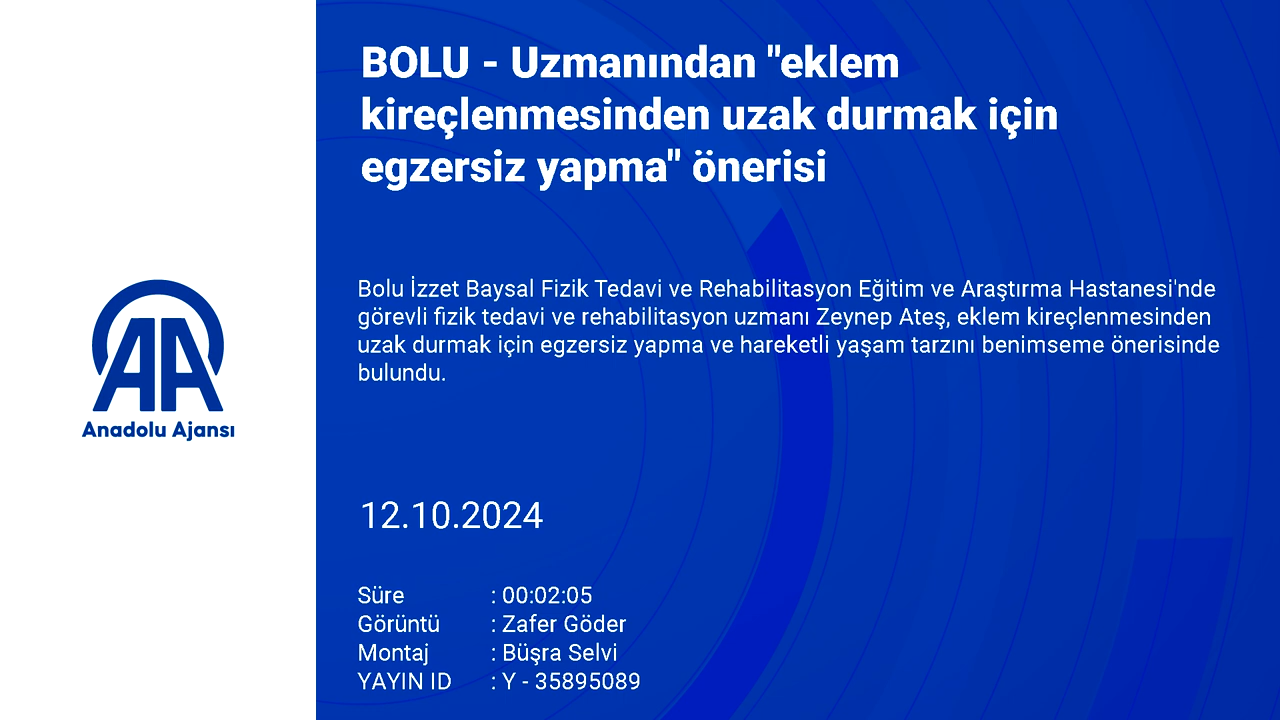 AA
Anadolu Ajansı
BOLU - Uzmanından "eklem
kireçlenmesinden uzak durmak için
egzersiz yapma" önerisi
Bolu İzzet Baysal Fizik Tedavi ve Rehabilitasyon Eğitim ve Araştırma Hastanesi'nde
görevli fizik tedavi ve rehabilitasyon uzmanı Zeynep Ateş, eklem kireçlenmesinden
uzak durmak için egzersiz yapma ve hareketli yaşam tarzını benimseme önerisinde
bulundu.
12.10.2024
Süre : 00:02:05
Görüntü : Zafer Göder
Montaj : Büşra Selvi
YAYIN ID : Y - 35895089